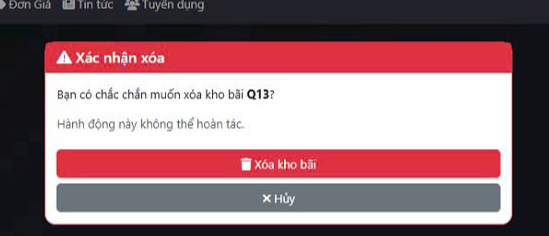 Đơn Giá Tin tức Tuyển dụng
Xác nhận xóa
Bạn có chắc chắn muốn xóa kho bãi Q13?
Hành động này không thể hoàn tác.
Xóa kho bãi
Hủy